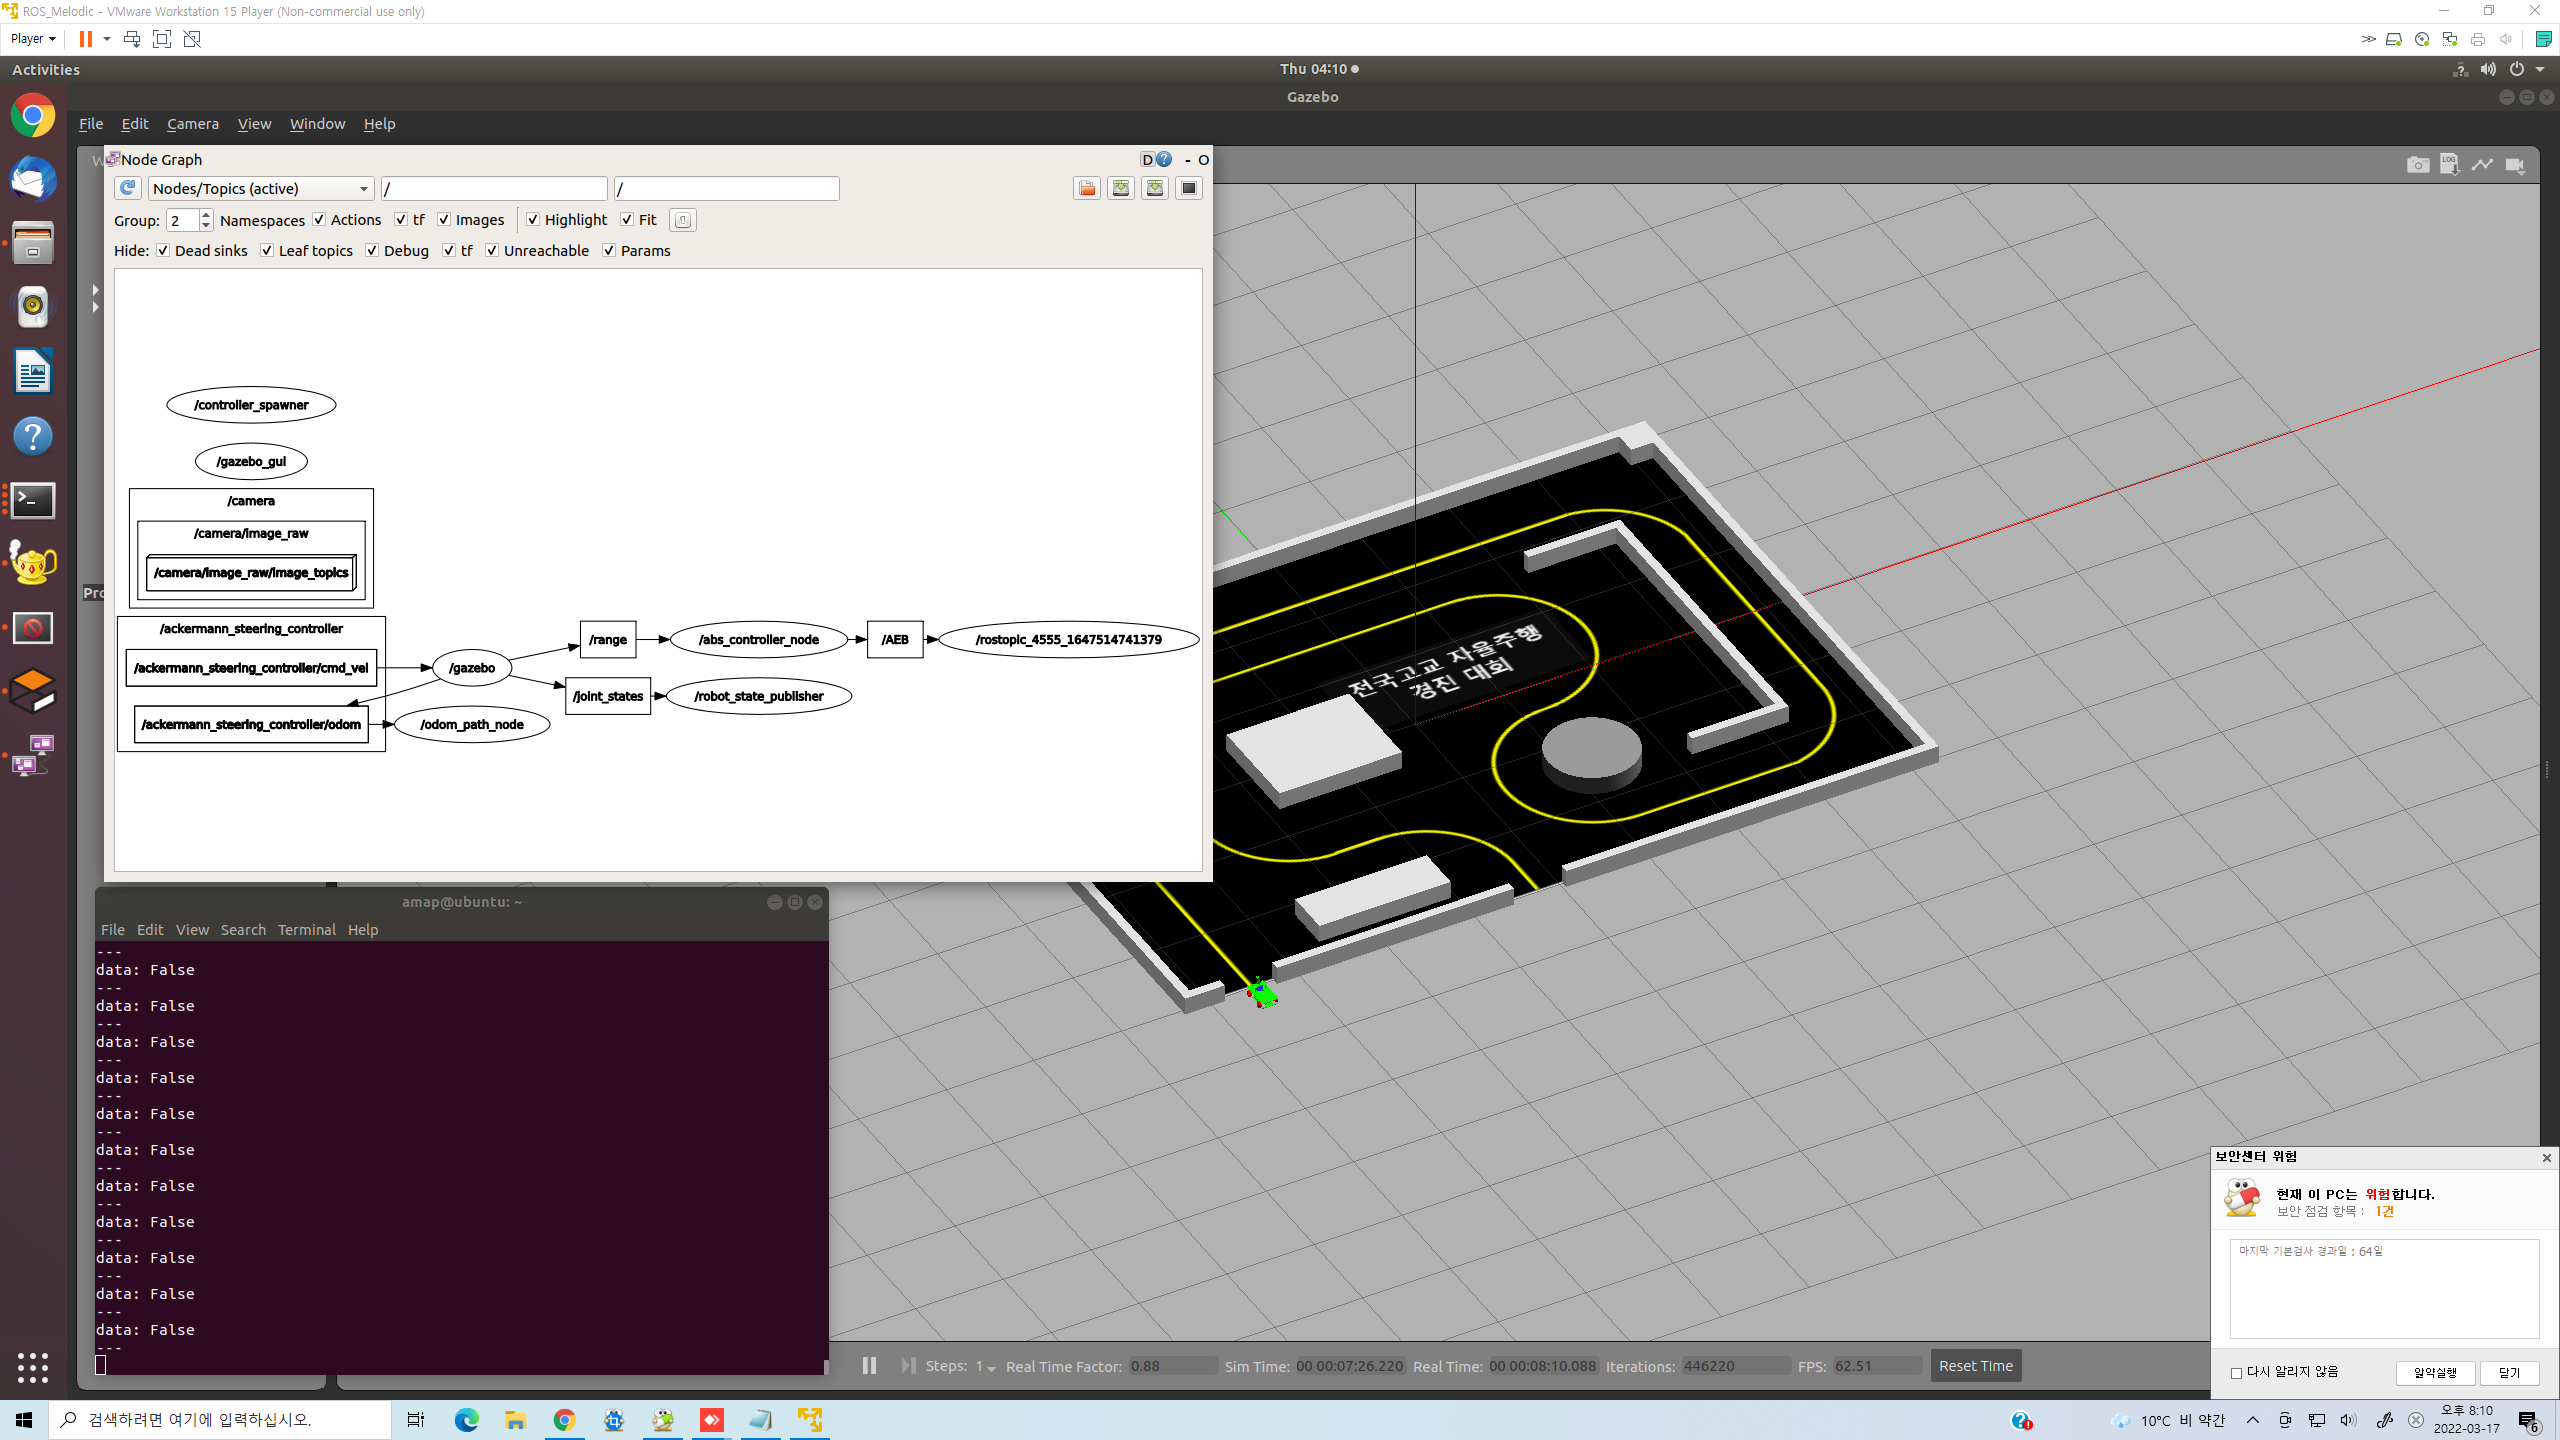 ROS_Melodic - VMware Workstation 15 Player (Non-commercial use only)
Player
Activities
Thu 04:10
Gazebo
File Edit Camera View Window Help
Node Graph
D
- O
Nodes/Topics (active)
/
/
Group: 2 Namespaces Actions tf Images Highlight Fit
Hide: Dead sinks Leaf topics Debug tf Unreachable Params
/controller_spawner
/gazebo_gui
/camera
/camera/image_raw
/camera/image_raw/image_topics
/ackermann_steering_controller
/ackermann_steering_controller/cmd_vel
/gazebo
/range
/abs_controller_node
/AEB
/rostopic_4555_1647514741379
/joint_states
/robot_state_publisher
/ackermann_steering_controller/odom
/odom_path_node
LOG
전국고교 자율주행
경진 대회
amap@ubuntu: ~
File Edit View Search Terminal Help
---
data: False
---
data: False
---
data: False
---
data: False
---
data: False
---
data: False
---
data: False
---
data: False
---
data: False
---
data: False
---
data: False
---
Steps: 1 Real Time Factor: 0.88 Sim Time: 00 00:07:26.220 Real Time: 00 00:08:10.088 Iterations: 446220 FPS: 62.51 Reset Time
보안센터 위험
현재 이 PC는 위험합니다.
보안 점검 항목 : 1건
마지막 기본검사 경과일 : 64일
다시 알리지 않음
알약실행
닫기
검색하려면 여기에 입력하십시오.
10°C 비 약간
오후 8:10
2022-03-17
6